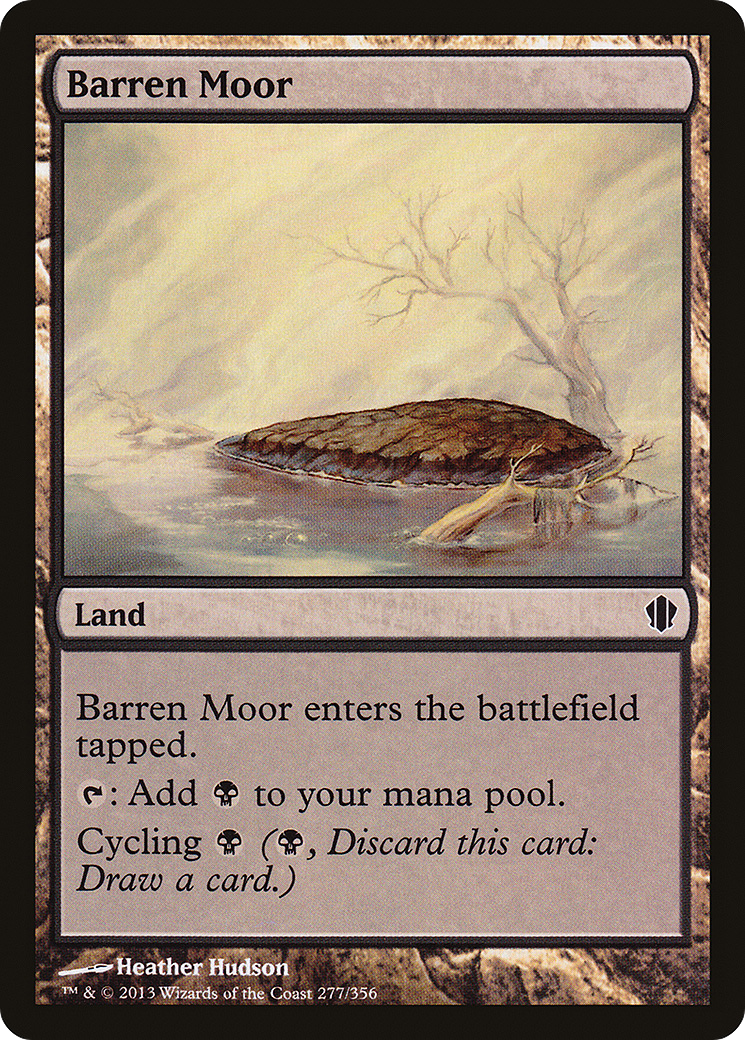 Barren Moor
Land
Barren Moor enters the battlefield
tapped.
: Add to your mana pool.
Cycling (, Discard this card:
Draw a card.)
Heather Hudson
™ & © 2013 Wizards of the Coast 277/356